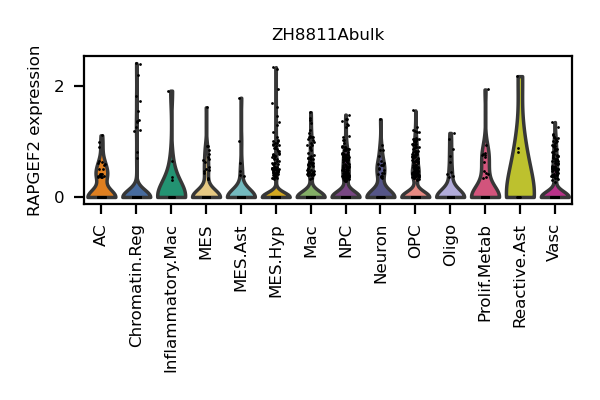 ZH8811Abulk
RAPGEF2 expression
2
0
AC
Chromatin.Reg
Inflammatory.Mac
MES
MES.Ast
MES.Hyp
Mac
NPC
Neuron
OPC
Oligo
Prolif.Metab
Reactive.Ast
Vasc